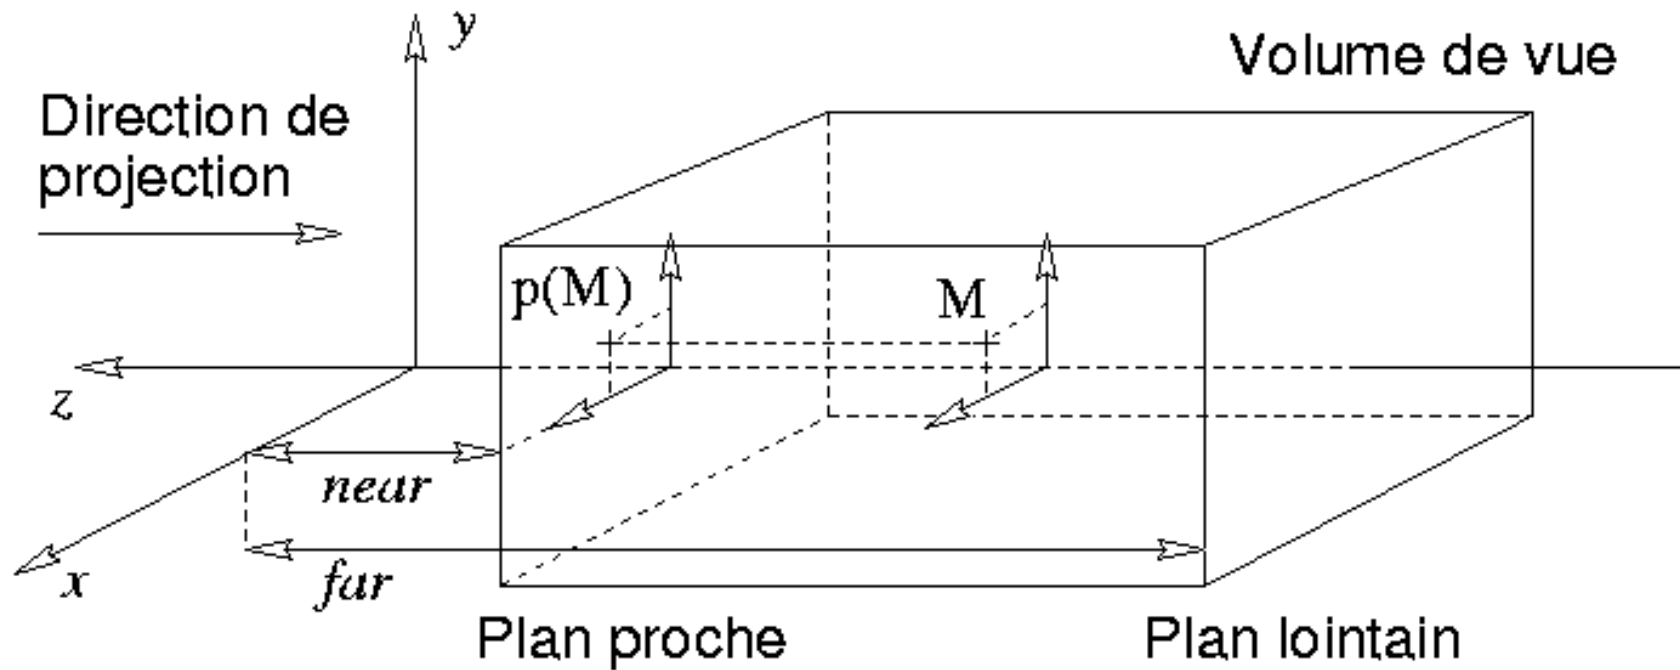 y
Volume de vue
Direction de
projection
p(M)
M
z
near
x
far
Plan proche
Plan lointain